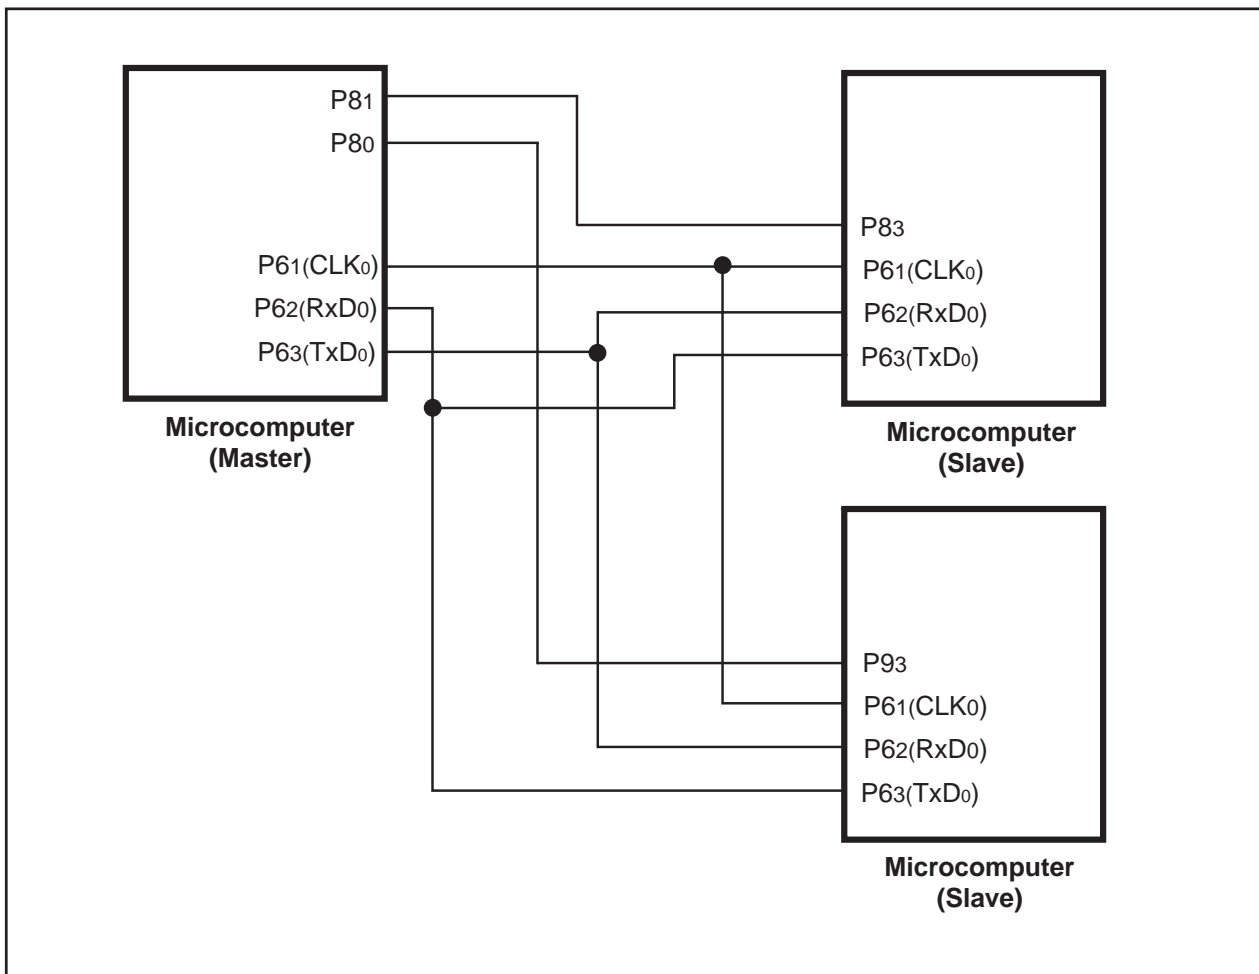 P81
P80
P61(CLK0)
P62(RxD0)
P63(TxD0)
Microcomputer
(Master)
P83
P61(CLK0)
P62(RxD0)
P63(TxD0)
Microcomputer
(Slave)
P93
P61(CLK0)
P62(RxD0)
P63(TxD0)
Microcomputer
(Slave)